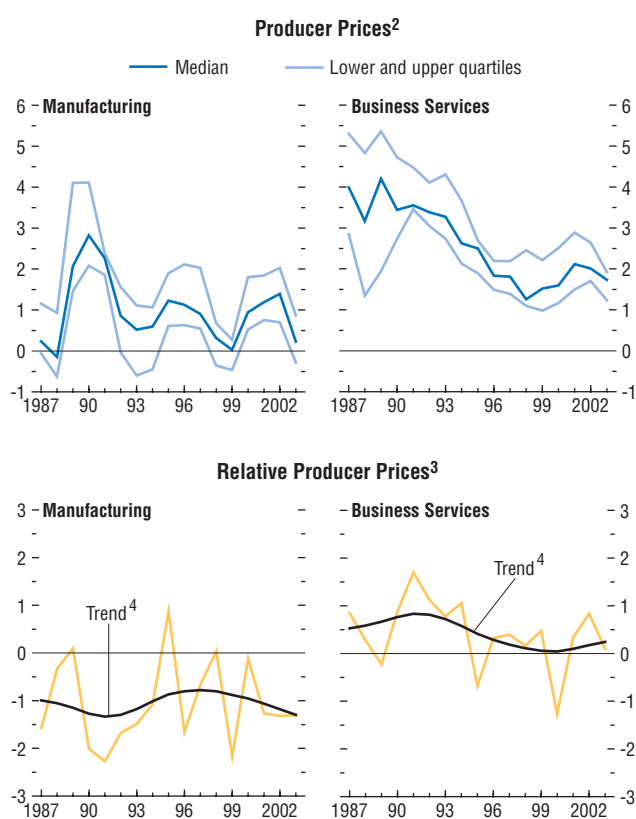 Producer Prices²
Median
Lower and upper quartiles
Manufacturing
Business Services
6
5
4
3
2
1
0
-1
6
5
4
3
2
1
0
-1
1987 90 93 96 99 2002
1987 90 93 96 99 2002
Relative Producer Prices³
Manufacturing
Business Services
3
2
1
0
-1
-2
-3
3
2
1
0
-1
-2
-3
Trend⁴
Trend⁴
1987 90 93 96 99 2002
1987 90 93 96 99 2002